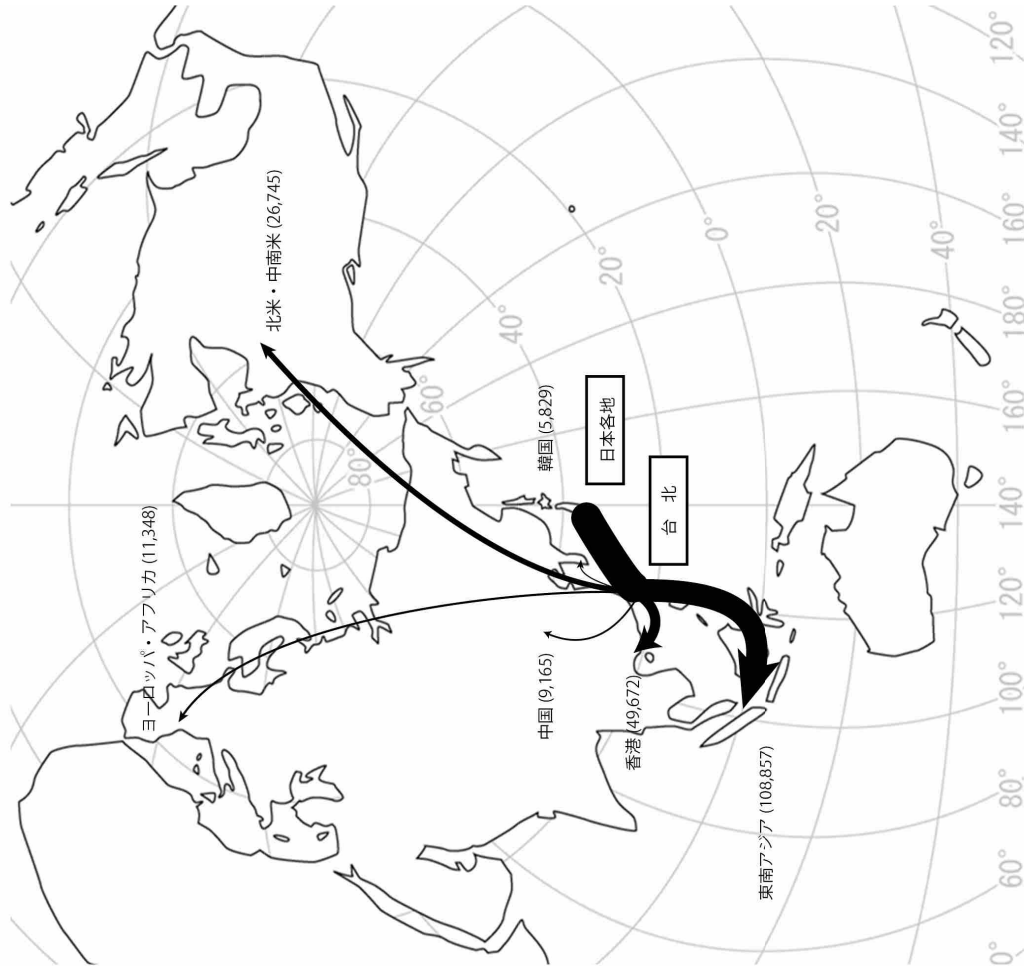 北米・中南米 (26,745)
ヨーロッパ・アフリカ (11,348)
韓国 (5,829)
日本各地
台 北
中国 (9,165)
香港 (49,672)
東南アジア (108,857)
80°
60°
40°
20°
0°
20°
40°
120°
140°
160°
180°
160°
140°
120°
100°
80°
60°
0°